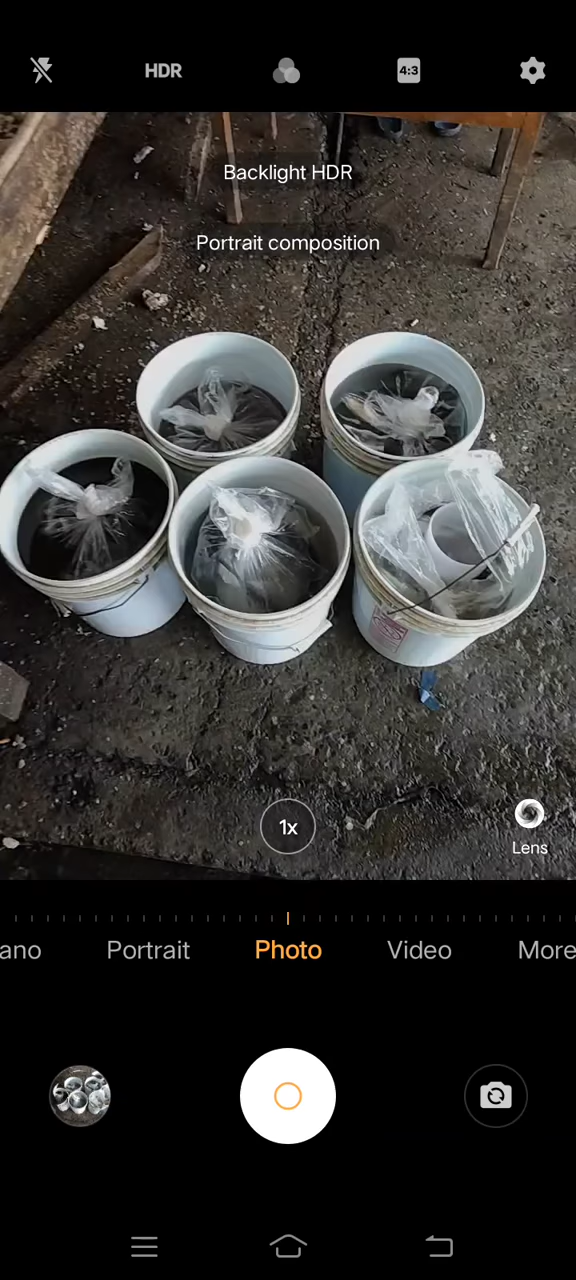 HDR
4:3
Backlight HDR
Portrait composition
1x
Lens
ano
Portrait
Photo
Video
More